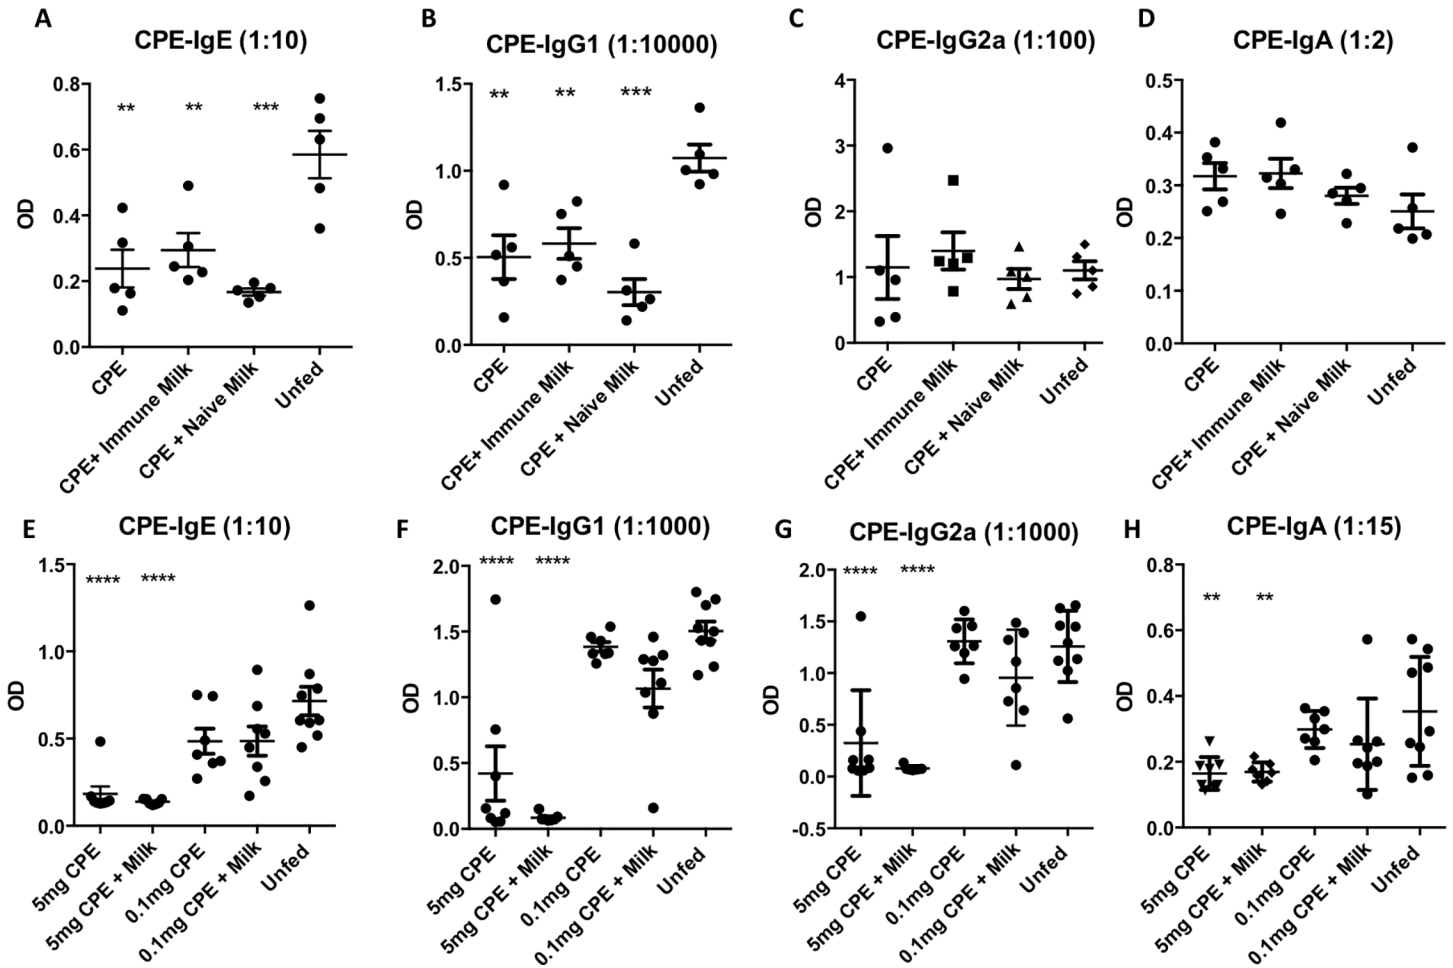 A
CPE-IgE (1:10)
OD
0.8
0.6
0.4
0.2
0.0
** ** ***
CPE
CPE+ Immune Milk
CPE + Naive Milk
Unfed
B
CPE-IgG1 (1:10000)
OD
1.5
1.0
0.5
0.0
** ** ***
CPE
CPE+ Immune Milk
CPE + Naive Milk
Unfed
C
CPE-IgG2a (1:100)
OD
4
3
2
1
0
CPE
CPE+ Immune Milk
CPE + Naive Milk
Unfed
D
CPE-IgA (1:2)
OD
0.5
0.4
0.3
0.2
0.1
0.0
CPE
CPE+ Immune Milk
CPE + Naive Milk
Unfed
E
CPE-IgE (1:10)
OD
1.5
1.0
0.5
0.0
**** ****
5mg CPE
5mg CPE + Milk
0.1mg CPE
0.1mg CPE + Milk
Unfed
F
CPE-IgG1 (1:1000)
OD
2.0
1.5
1.0
0.5
0.0
**** ****
5mg CPE
5mg CPE + Milk
0.1mg CPE
0.1mg CPE + Milk
Unfed
G
CPE-IgG2a (1:1000)
OD
2.0
1.5
1.0
0.5
0.0
-0.5
**** ****
5mg CPE
5mg CPE + Milk
0.1mg CPE
0.1mg CPE + Milk
Unfed
H
CPE-IgA (1:15)
OD
0.8
0.6
0.4
0.2
0.0
** **
5mg CPE
5mg CPE + Milk
0.1mg CPE
0.1mg CPE + Milk
Unfed